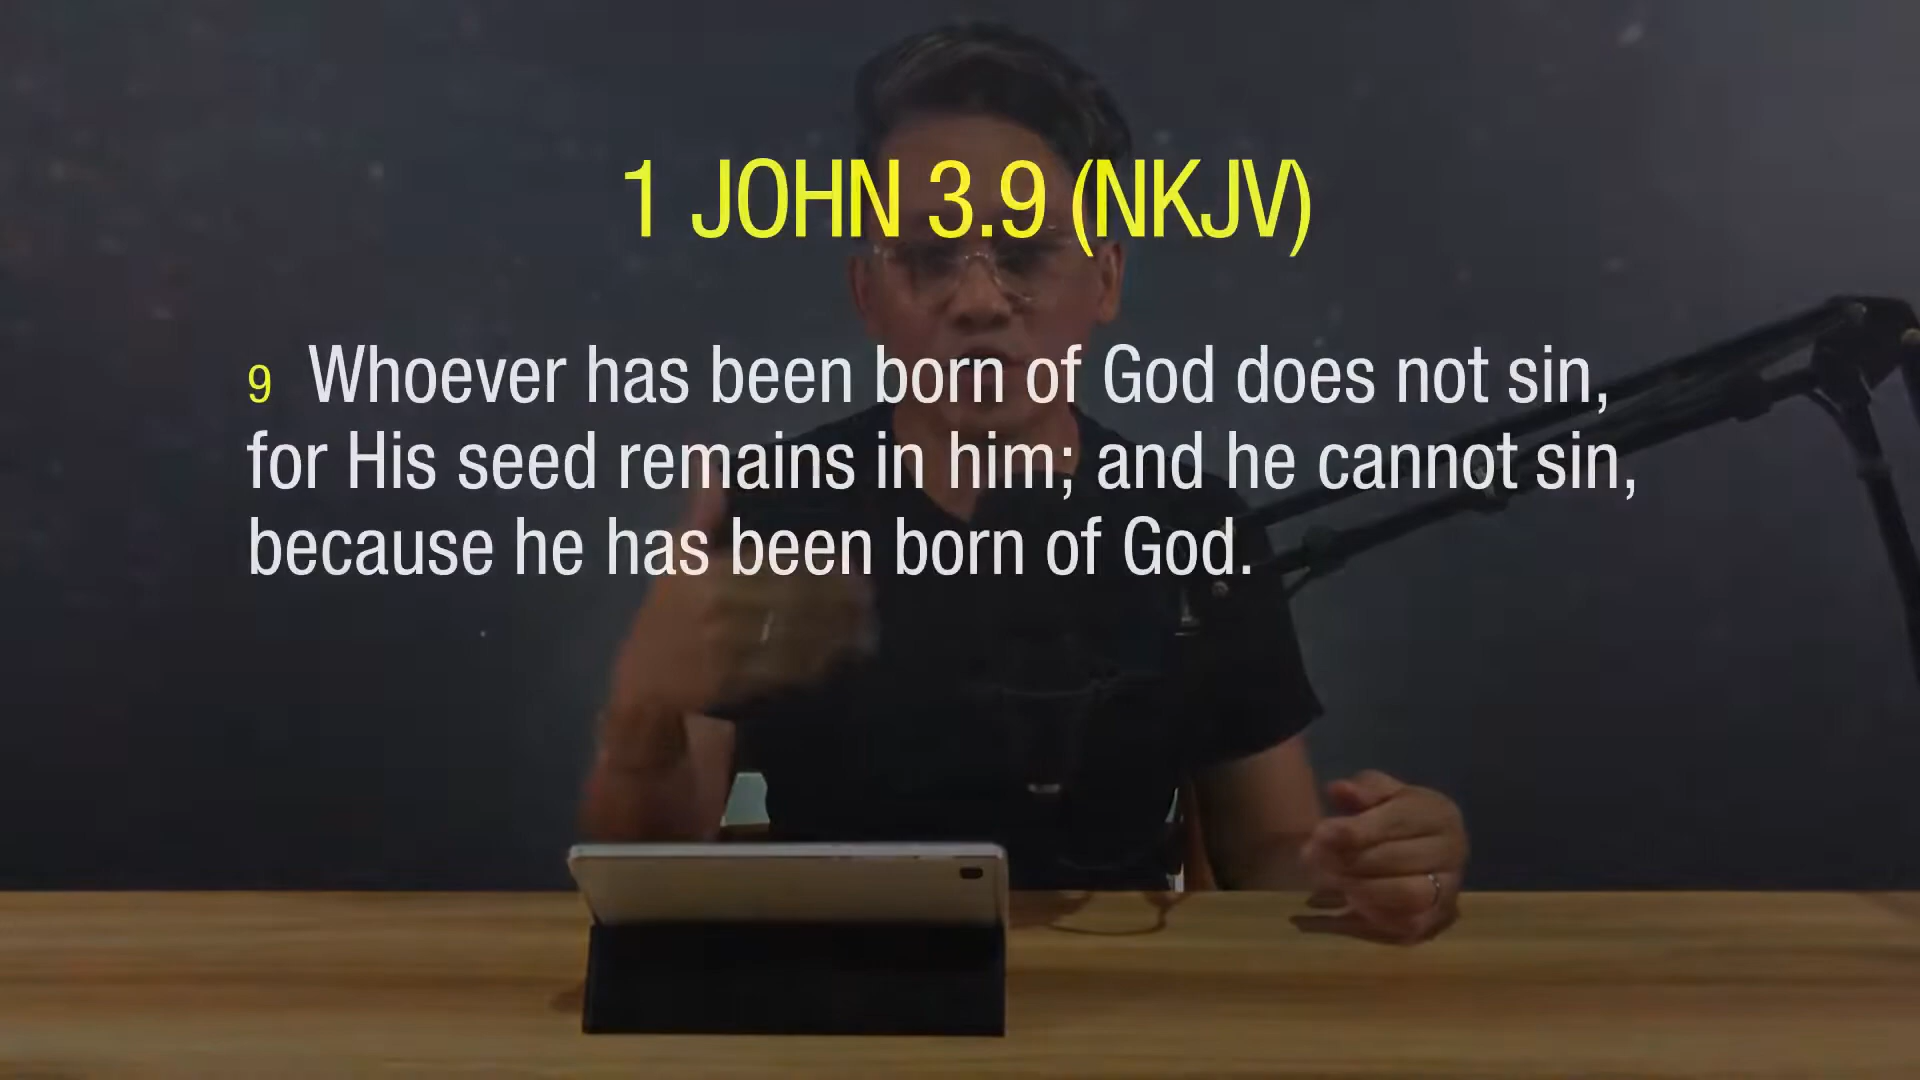 1 JOHN 3.9 (NKJV)
9 Whoever has been born of God does not sin,
for His seed remains in him; and he cannot sin,
because he has been born of God.